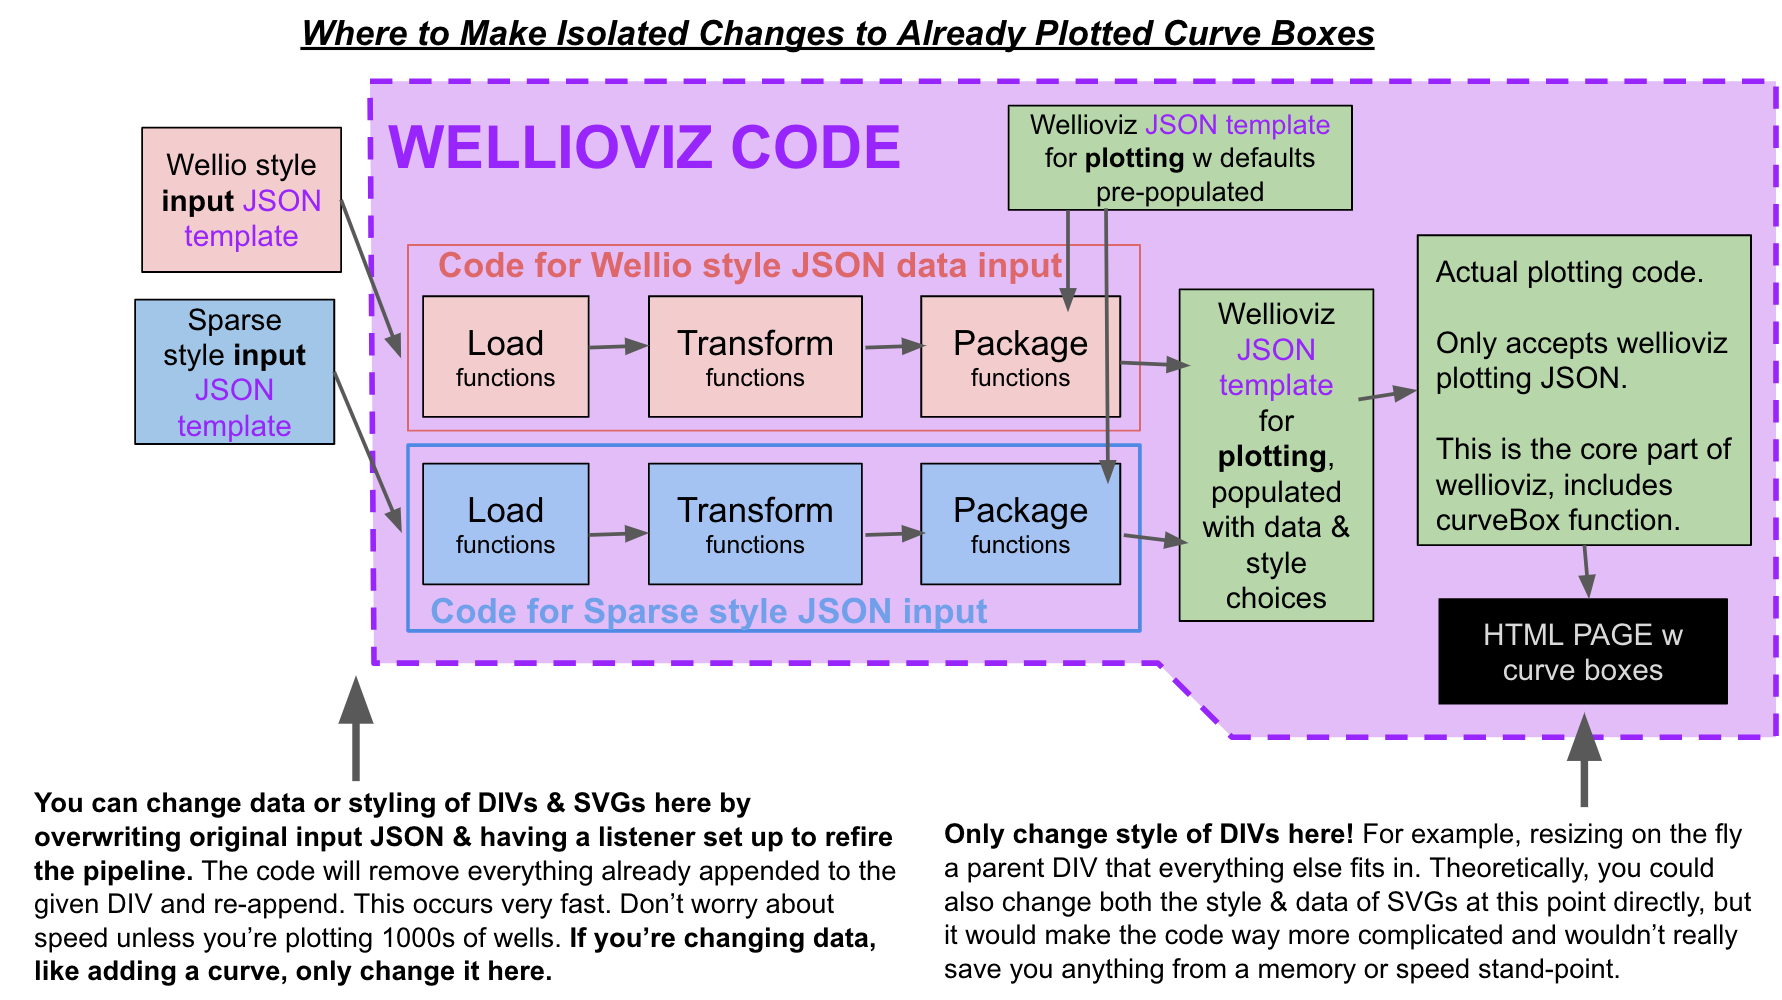 Where to Make Isolated Changes to Already Plotted Curve Boxes
WELLIOVIZ CODE
Wellio style
input JSON
template
Sparse
style input
JSON
template
Wellioviz JSON template
for plotting w defaults
pre-populated
Code for Wellio style JSON data input
Load
functions
Transform
functions
Package
functions
Load
functions
Transform
functions
Package
functions
Code for Sparse style JSON input
Wellioviz
JSON
template
for
plotting,
populated
with data &
style
choices
Actual plotting code.
Only accepts wellioviz
plotting JSON.
This is the core part of
wellioviz, includes
curveBox function.
HTML PAGE w
curve boxes
You can change data or styling of DIVs & SVGs here by
overwriting original input JSON & having a listener set up to refire
the pipeline. The code will remove everything already appended to the
given DIV and re-append. This occurs very fast. Don’t worry about
speed unless you’re plotting 1000s of wells. If you’re changing data,
like adding a curve, only change it here.
Only change style of DIVs here! For example, resizing on the fly
a parent DIV that everything else fits in. Theoretically, you could
also change both the style & data of SVGs at this point directly, but
it would make the code way more complicated and wouldn’t really
save you anything from a memory or speed stand-point.